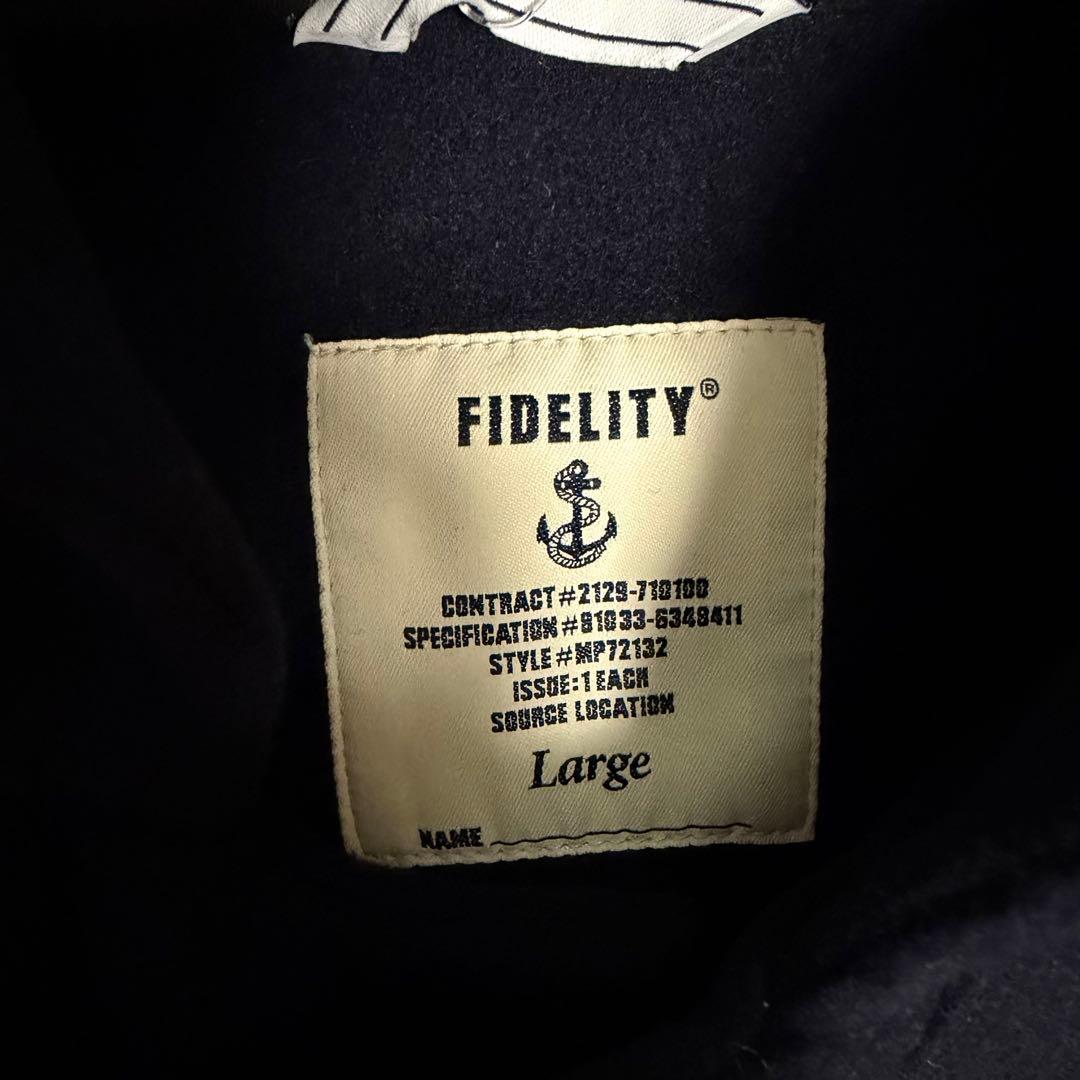 FIDELITY®
CONTRACT#2129-710100
SPECIFICATION#81033-6348411
STYLE#MP72132
ISSUE:1 EACH
SOURCE LOCATION
Large
NAME